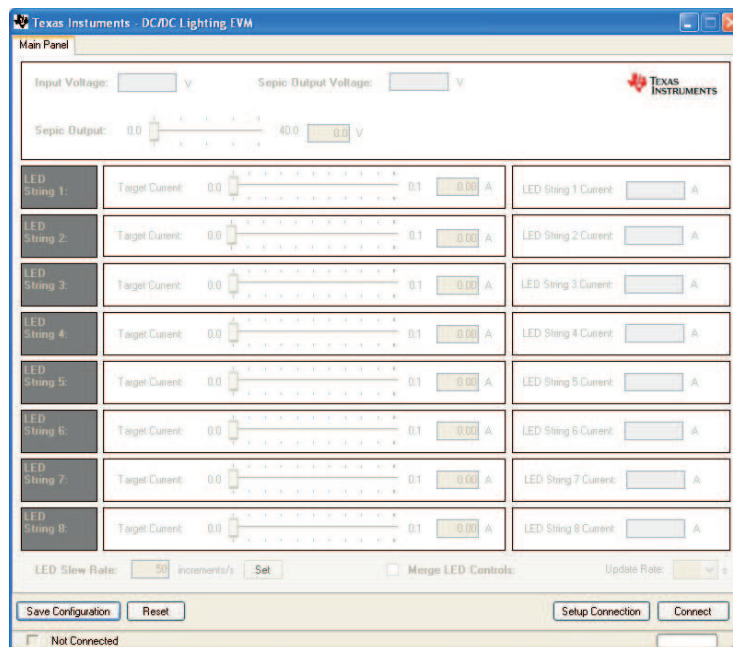 Texas Instuments - DC/DC Lighting EVM
Main Panel
Input Voltage: V Sepic Output Voltage: V
TEXAS INSTRUMENTS
Sepic Output: 0.0 40.0 0.0 V
LED String 1: Target Current: 0.0 0.1 0.00 A LED String 1 Current: A
LED String 2: Target Current: 0.0 0.1 0.00 A LED String 2 Current: A
LED String 3: Target Current: 0.0 0.1 0.00 A LED String 3 Current: A
LED String 4: Target Current: 0.0 0.1 0.00 A LED String 4 Current: A
LED String 5: Target Current: 0.0 0.1 0.00 A LED String 5 Current: A
LED String 6: Target Current: 0.0 0.1 0.00 A LED String 6 Current: A
LED String 7: Target Current: 0.0 0.1 0.00 A LED String 7 Current: A
LED String 8: Target Current: 0.0 0.1 0.00 A LED String 8 Current: A
LED Slew Rate: 50 increments/s Set Merge LED Controls: Update Rate: s
Save Configuration Reset Setup Connection Connect
Not Connected